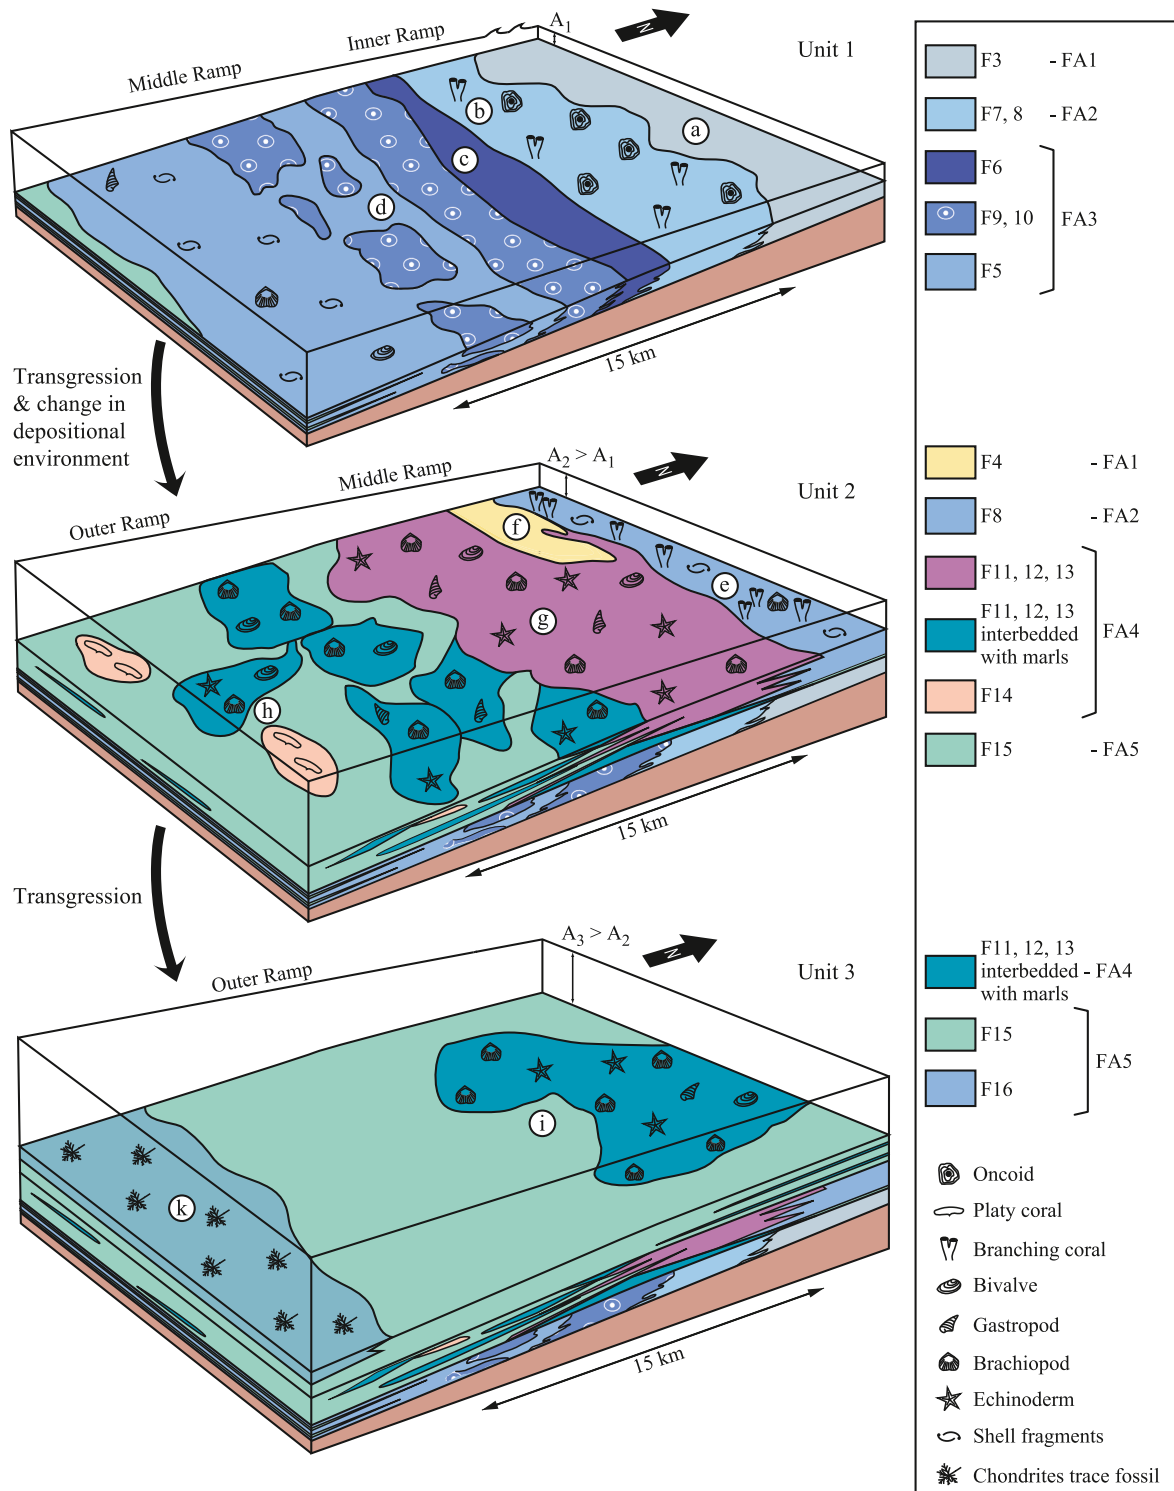 A1
N
Unit 1
Inner Ramp
Middle Ramp
a
b
c
d
15 km
Transgression
& change in
depositional
environment
A2 > A1
N
Unit 2
Middle Ramp
Outer Ramp
f
e
g
h
15 km
Transgression
A3 > A2
N
Unit 3
Outer Ramp
i
k
15 km
F3 - FA1
F7, 8 - FA2
F6
F9, 10
F5
FA3
F4 - FA1
F8 - FA2
F11, 12, 13
F11, 12, 13
interbedded
with marls
F14
FA4
F15 - FA5
F11, 12, 13
interbedded - FA4
with marls
F15
F16
FA5
Oncoid
Platy coral
Branching coral
Bivalve
Gastropod
Brachiopod
Echinoderm
Shell fragments
Chondrites trace fossil